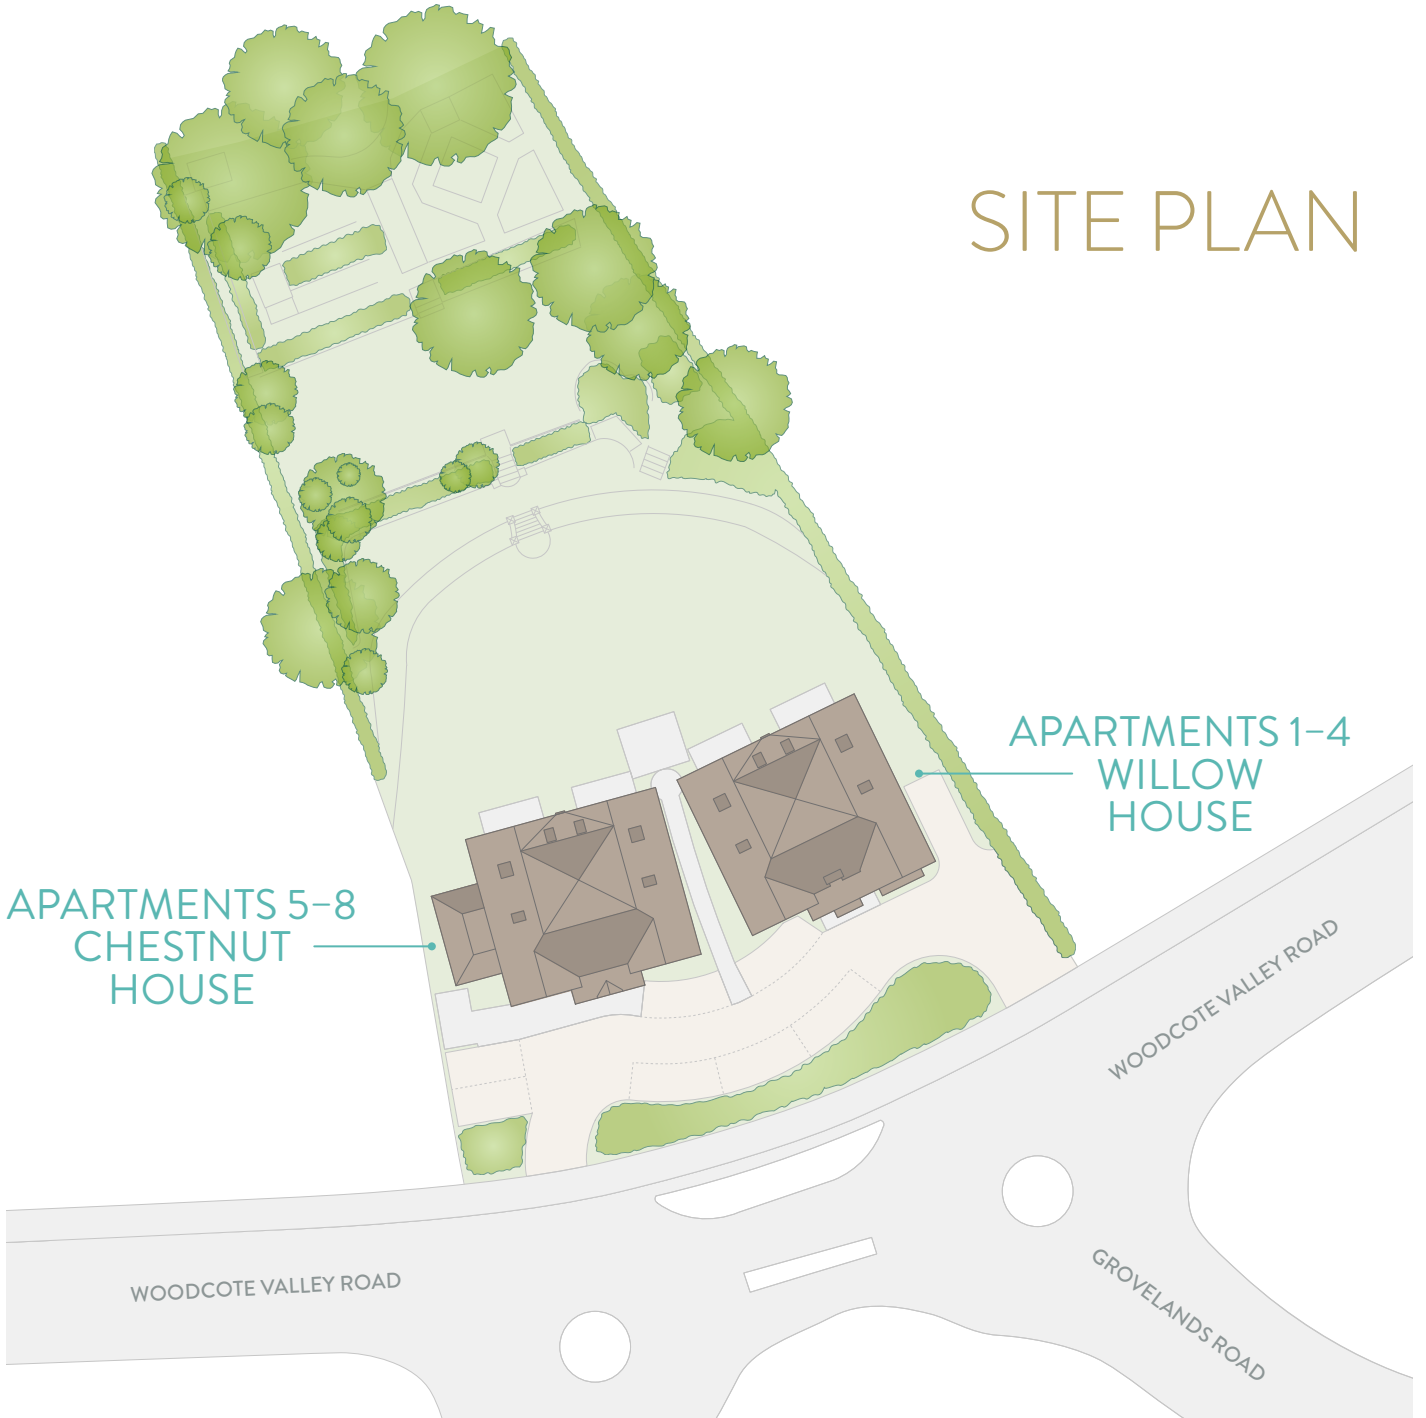 SITE PLAN
APARTMENTS 1–4
WILLOW
HOUSE
APARTMENTS 5–8
CHESTNUT
HOUSE
WOODCOTE VALLEY ROAD
WOODCOTE VALLEY ROAD
GROVELANDS ROAD